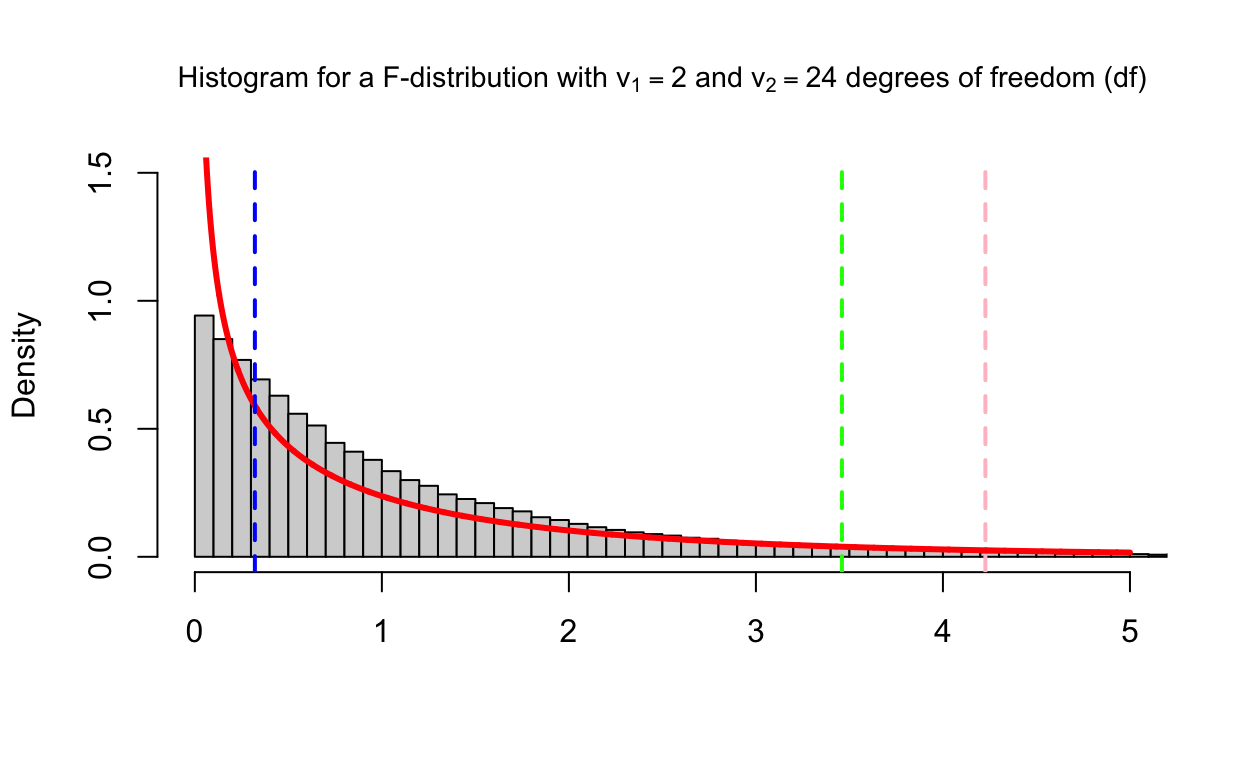 Histogram for a F-distribution with v₁ = 2 and v₂ = 24 degrees of freedom (df)
Density
1.5
1.0
0.5
0.0
0 1 2 3 4 5